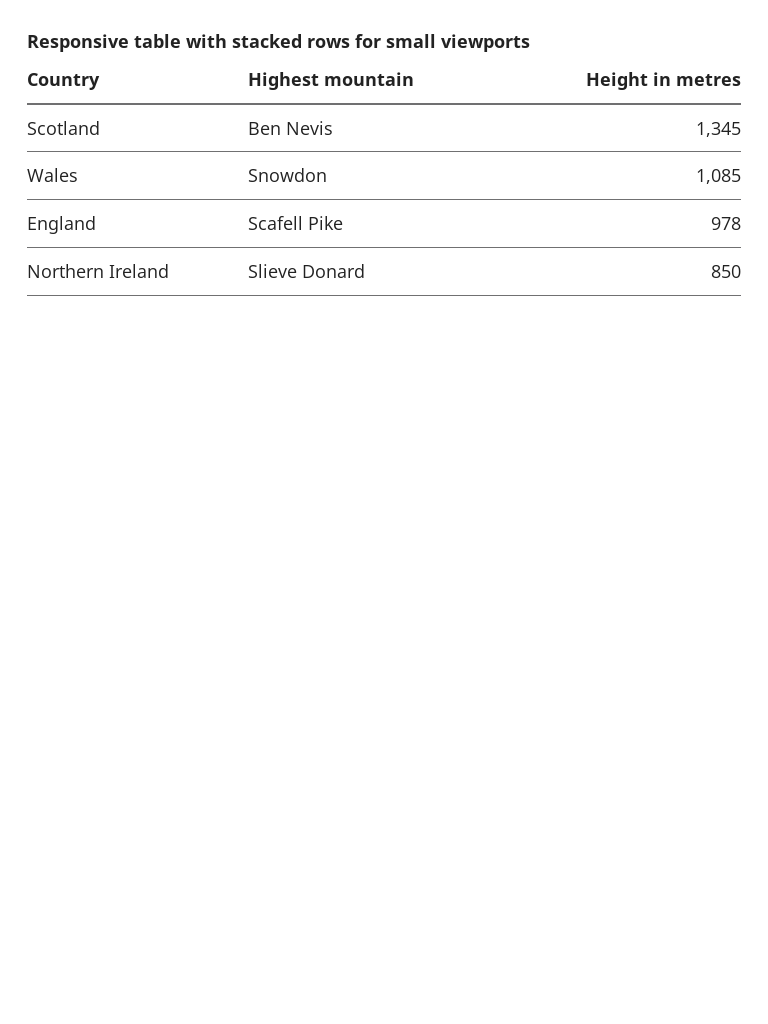 Responsive table with stacked rows for small viewports
Country Highest mountain Height in metres
Scotland Ben Nevis 1,345
Wales Snowdon 1,085
England Scafell Pike 978
Northern Ireland Slieve Donard 850